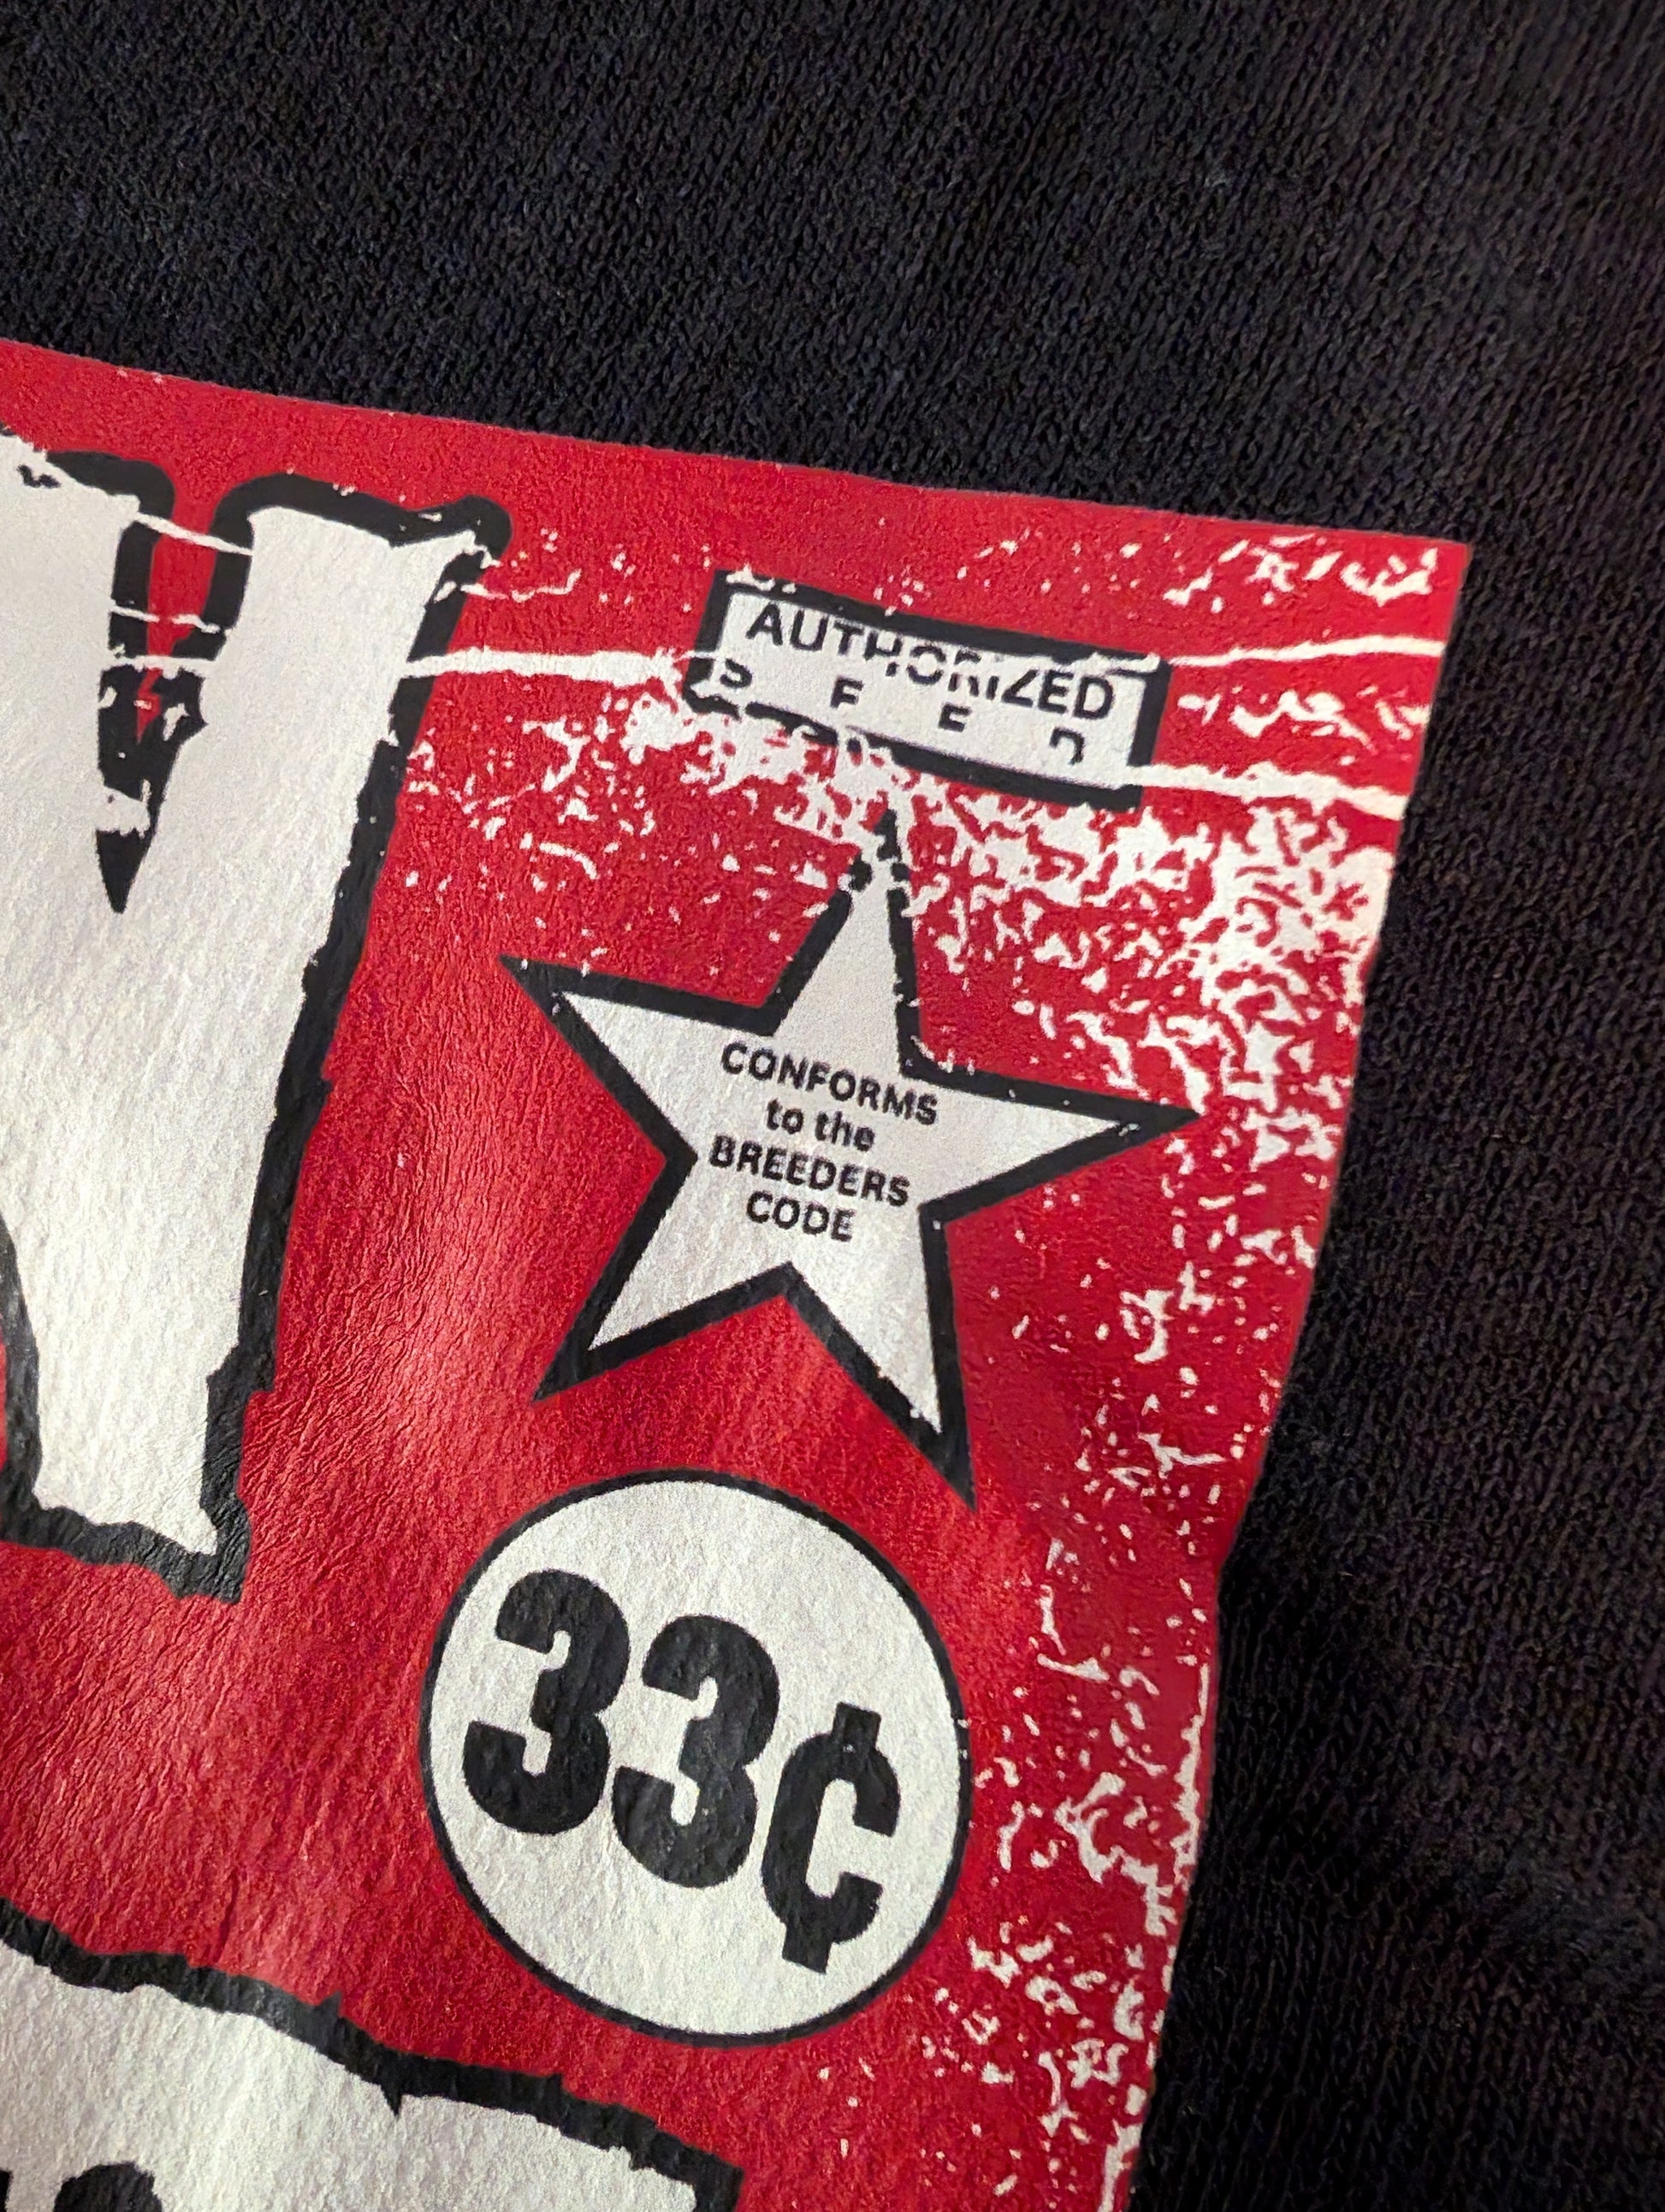 AUTHORIZED
CONFORMS
to the
BREEDERS
CODE
33¢